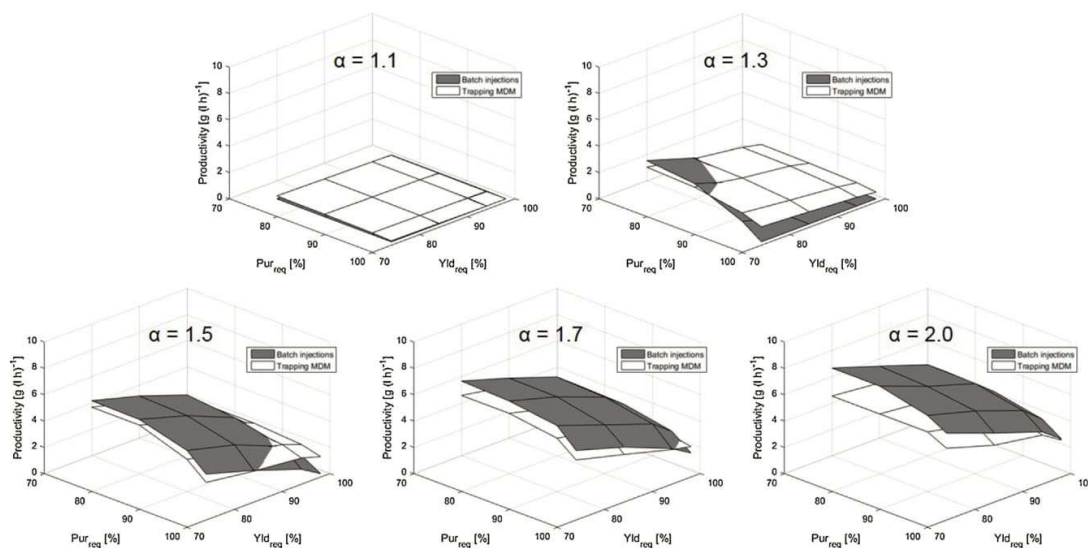 α = 1.1
Batch injections
Trapping MDM
Productivity [g (l h)⁻¹]
10
8
6
4
2
0
70
80
90
100
Pur_req [%]
70
80
90
100
Yld_req [%]
α = 1.3
Batch injections
Trapping MDM
Productivity [g (l h)⁻¹]
10
8
6
4
2
0
70
80
90
100
Pur_req [%]
70
80
90
100
Yld_req [%]
α = 1.5
Batch injections
Trapping MDM
Productivity [g (l h)⁻¹]
10
8
6
4
2
0
70
80
90
100
Pur_req [%]
70
80
90
100
Yld_req [%]
α = 1.7
Batch injections
Trapping MDM
Productivity [g (l h)⁻¹]
10
8
6
4
2
0
70
80
90
100
Pur_req [%]
70
80
90
100
Yld_req [%]
α = 2.0
Batch injections
Trapping MDM
Productivity [g (l h)⁻¹]
10
8
6
4
2
0
70
80
90
100
Pur_req [%]
70
80
90
Yld_req [%]